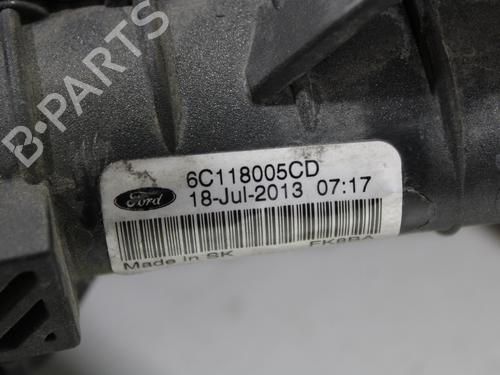 B-PARTS
6C118005CD
Ford
18-Jul-2013 07:17
Made in SK
FK8BA